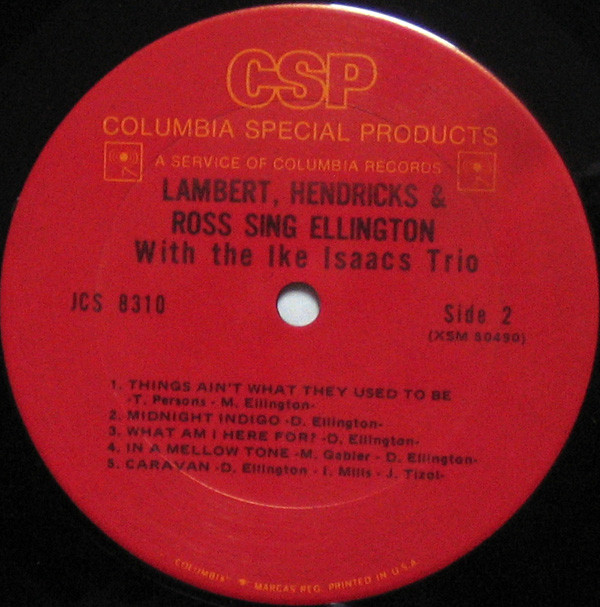 CSP
COLUMBIA SPECIAL PRODUCTS
A SERVICE OF COLUMBIA RECORDS
LAMBERT, HENDRICKS &
ROSS SING ELLINGTON
With the Ike Isaacs Trio
JCS 8310
Side 2
(XSM 50490)
1. THINGS AIN'T WHAT THEY USED TO BE
-T. Persons - M. Ellington-
2. MIDNIGHT INDIGO -D. Ellington-
3. WHAT AM I HERE FOR? -D. Ellington-
4. IN A MELLOW TONE -M. Gabler - D. Ellington-
5. CARAVAN -D. Ellington - I. Mills - J. Tizol-
"COLUMBIA" MARCAS REG. PRINTED IN U.S.A.